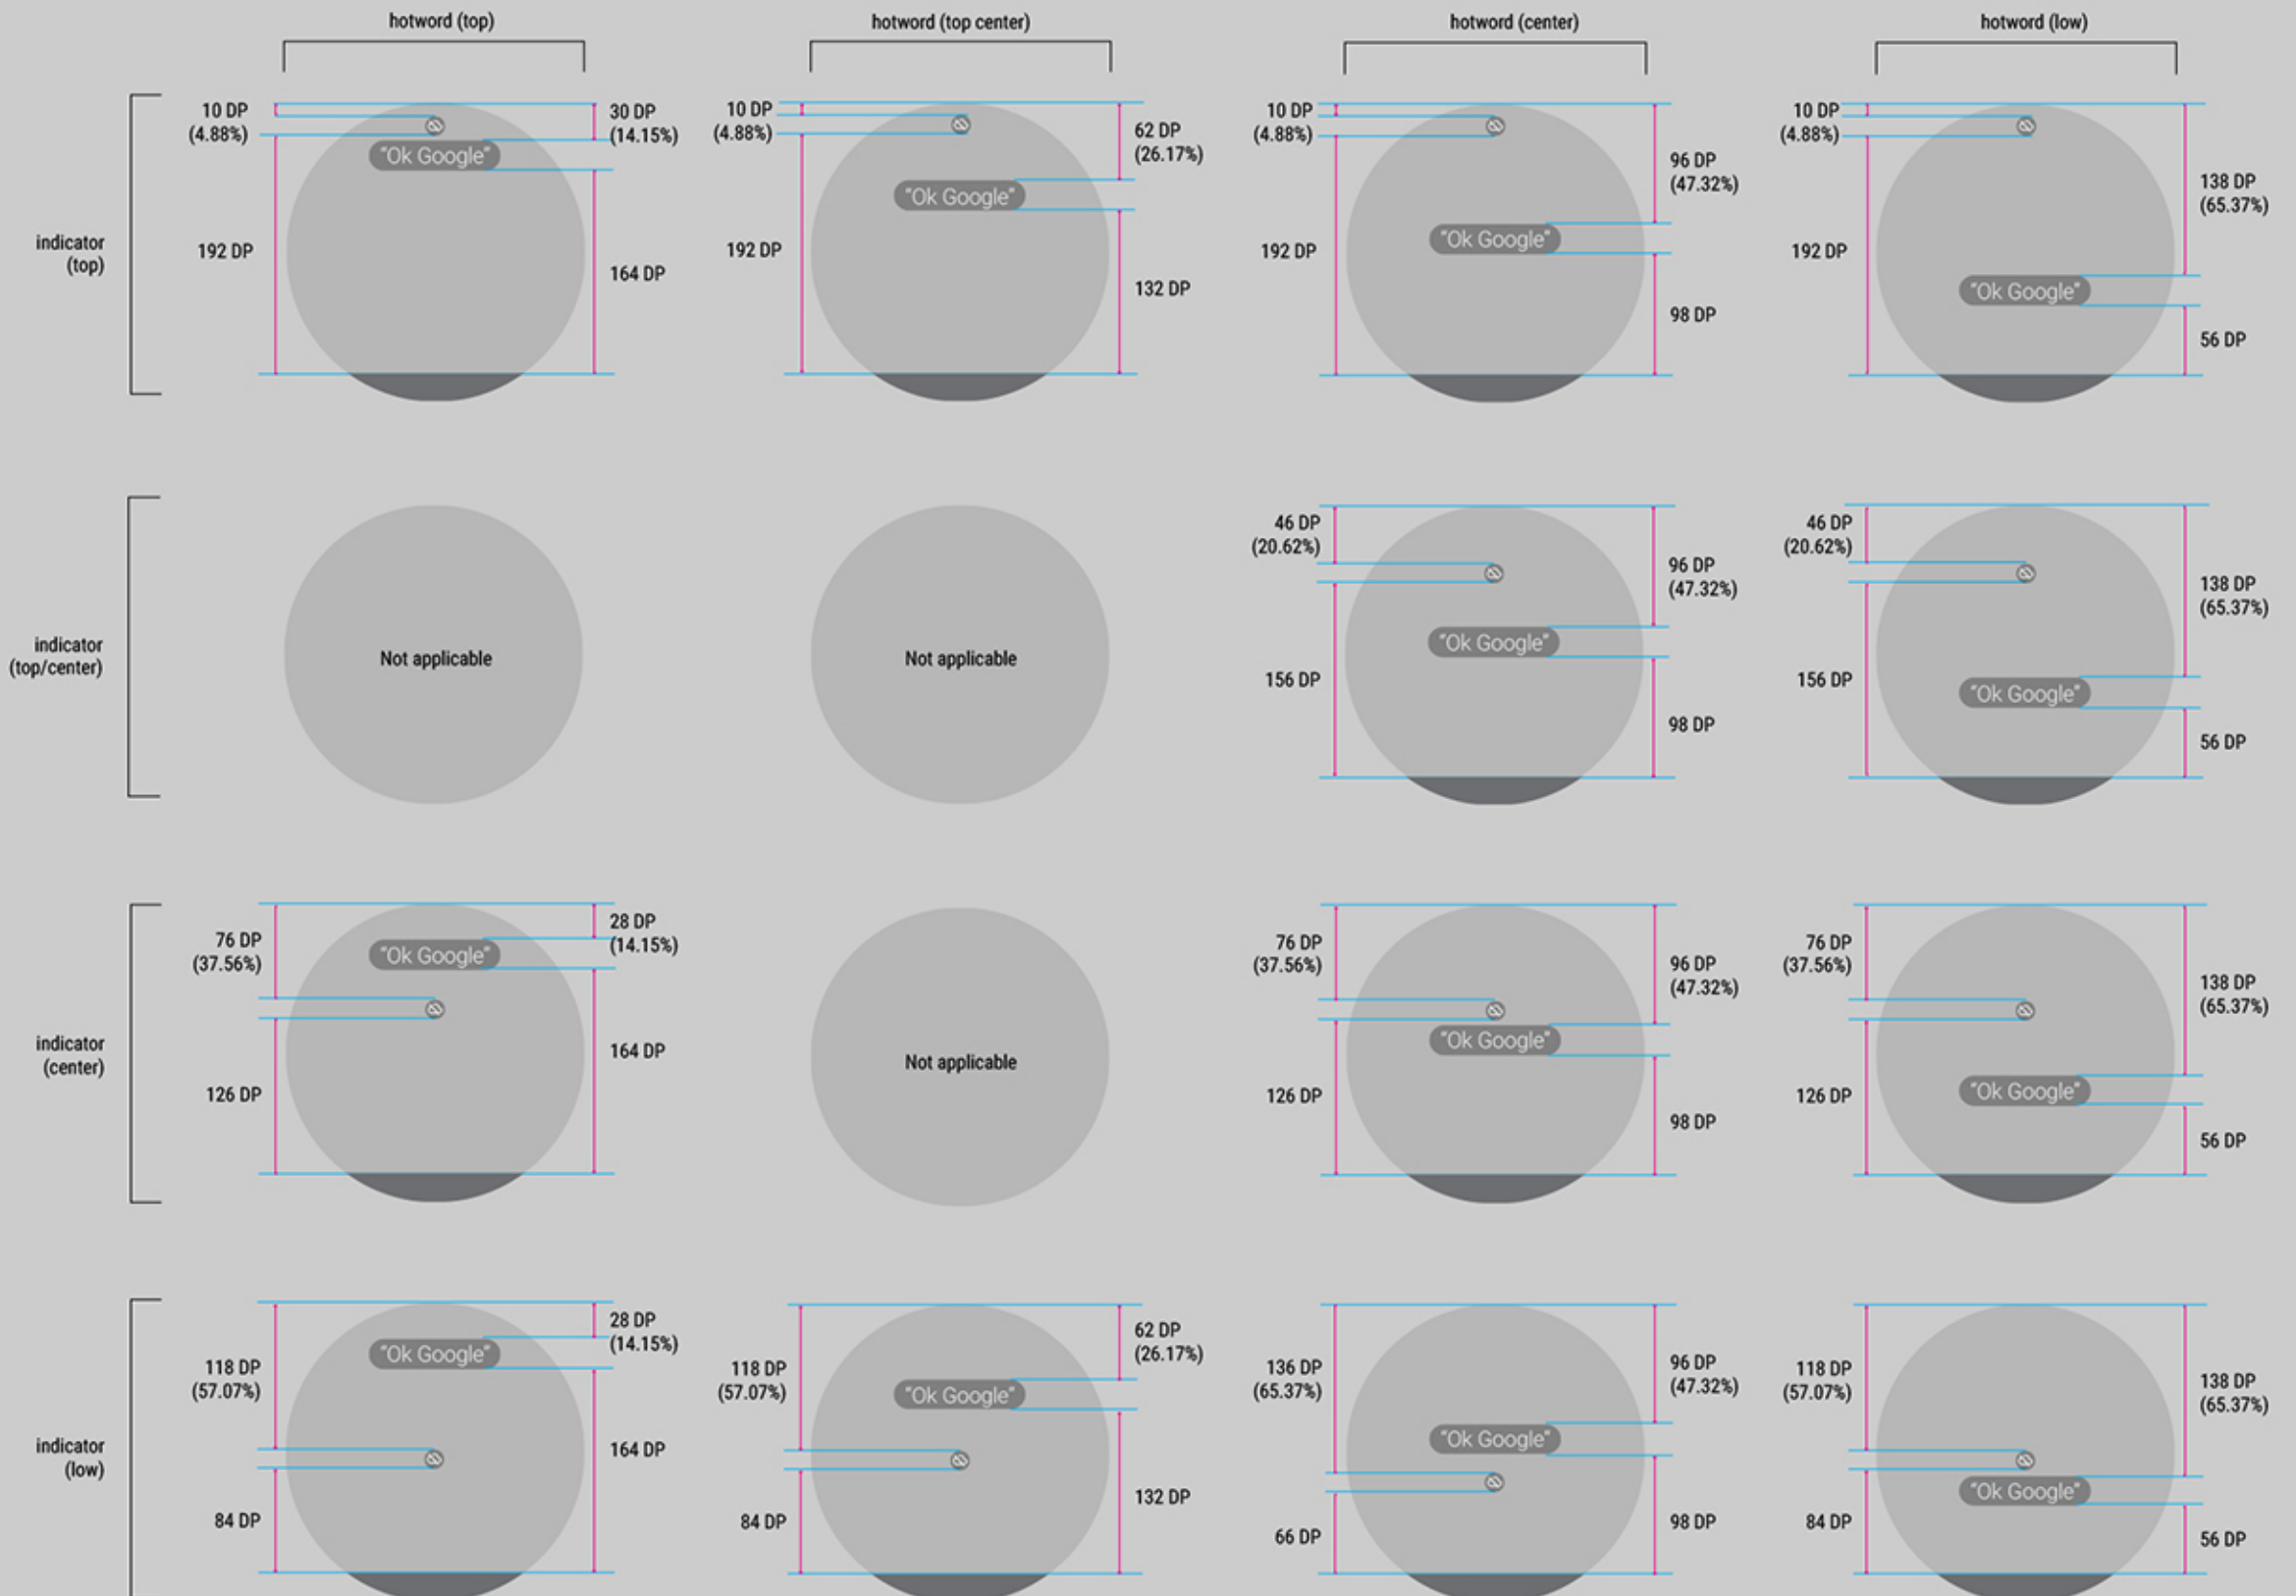 hotword (top)
hotword (top center)
hotword (center)
hotword (low)
indicator
(top)
10 DP
(4.88%)
192 DP
"Ok Google"
30 DP
(14.15%)
164 DP
10 DP
(4.88%)
192 DP
"Ok Google"
62 DP
(26.17%)
132 DP
10 DP
(4.88%)
192 DP
"Ok Google"
96 DP
(47.32%)
98 DP
10 DP
(4.88%)
192 DP
"Ok Google"
138 DP
(65.37%)
56 DP
indicator
(top/center)
Not applicable
Not applicable
46 DP
(20.62%)
156 DP
"Ok Google"
96 DP
(47.32%)
98 DP
46 DP
(20.62%)
156 DP
"Ok Google"
138 DP
(65.37%)
56 DP
indicator
(center)
76 DP
(37.56%)
126 DP
"Ok Google"
28 DP
(14.15%)
164 DP
Not applicable
76 DP
(37.56%)
126 DP
"Ok Google"
96 DP
(47.32%)
98 DP
76 DP
(37.56%)
126 DP
"Ok Google"
138 DP
(65.37%)
56 DP
indicator
(low)
118 DP
(57.07%)
84 DP
"Ok Google"
28 DP
(14.15%)
164 DP
118 DP
(57.07%)
84 DP
"Ok Google"
62 DP
(26.17%)
132 DP
136 DP
(65.37%)
66 DP
"Ok Google"
96 DP
(47.32%)
98 DP
118 DP
(57.07%)
84 DP
"Ok Google"
138 DP
(65.37%)
56 DP